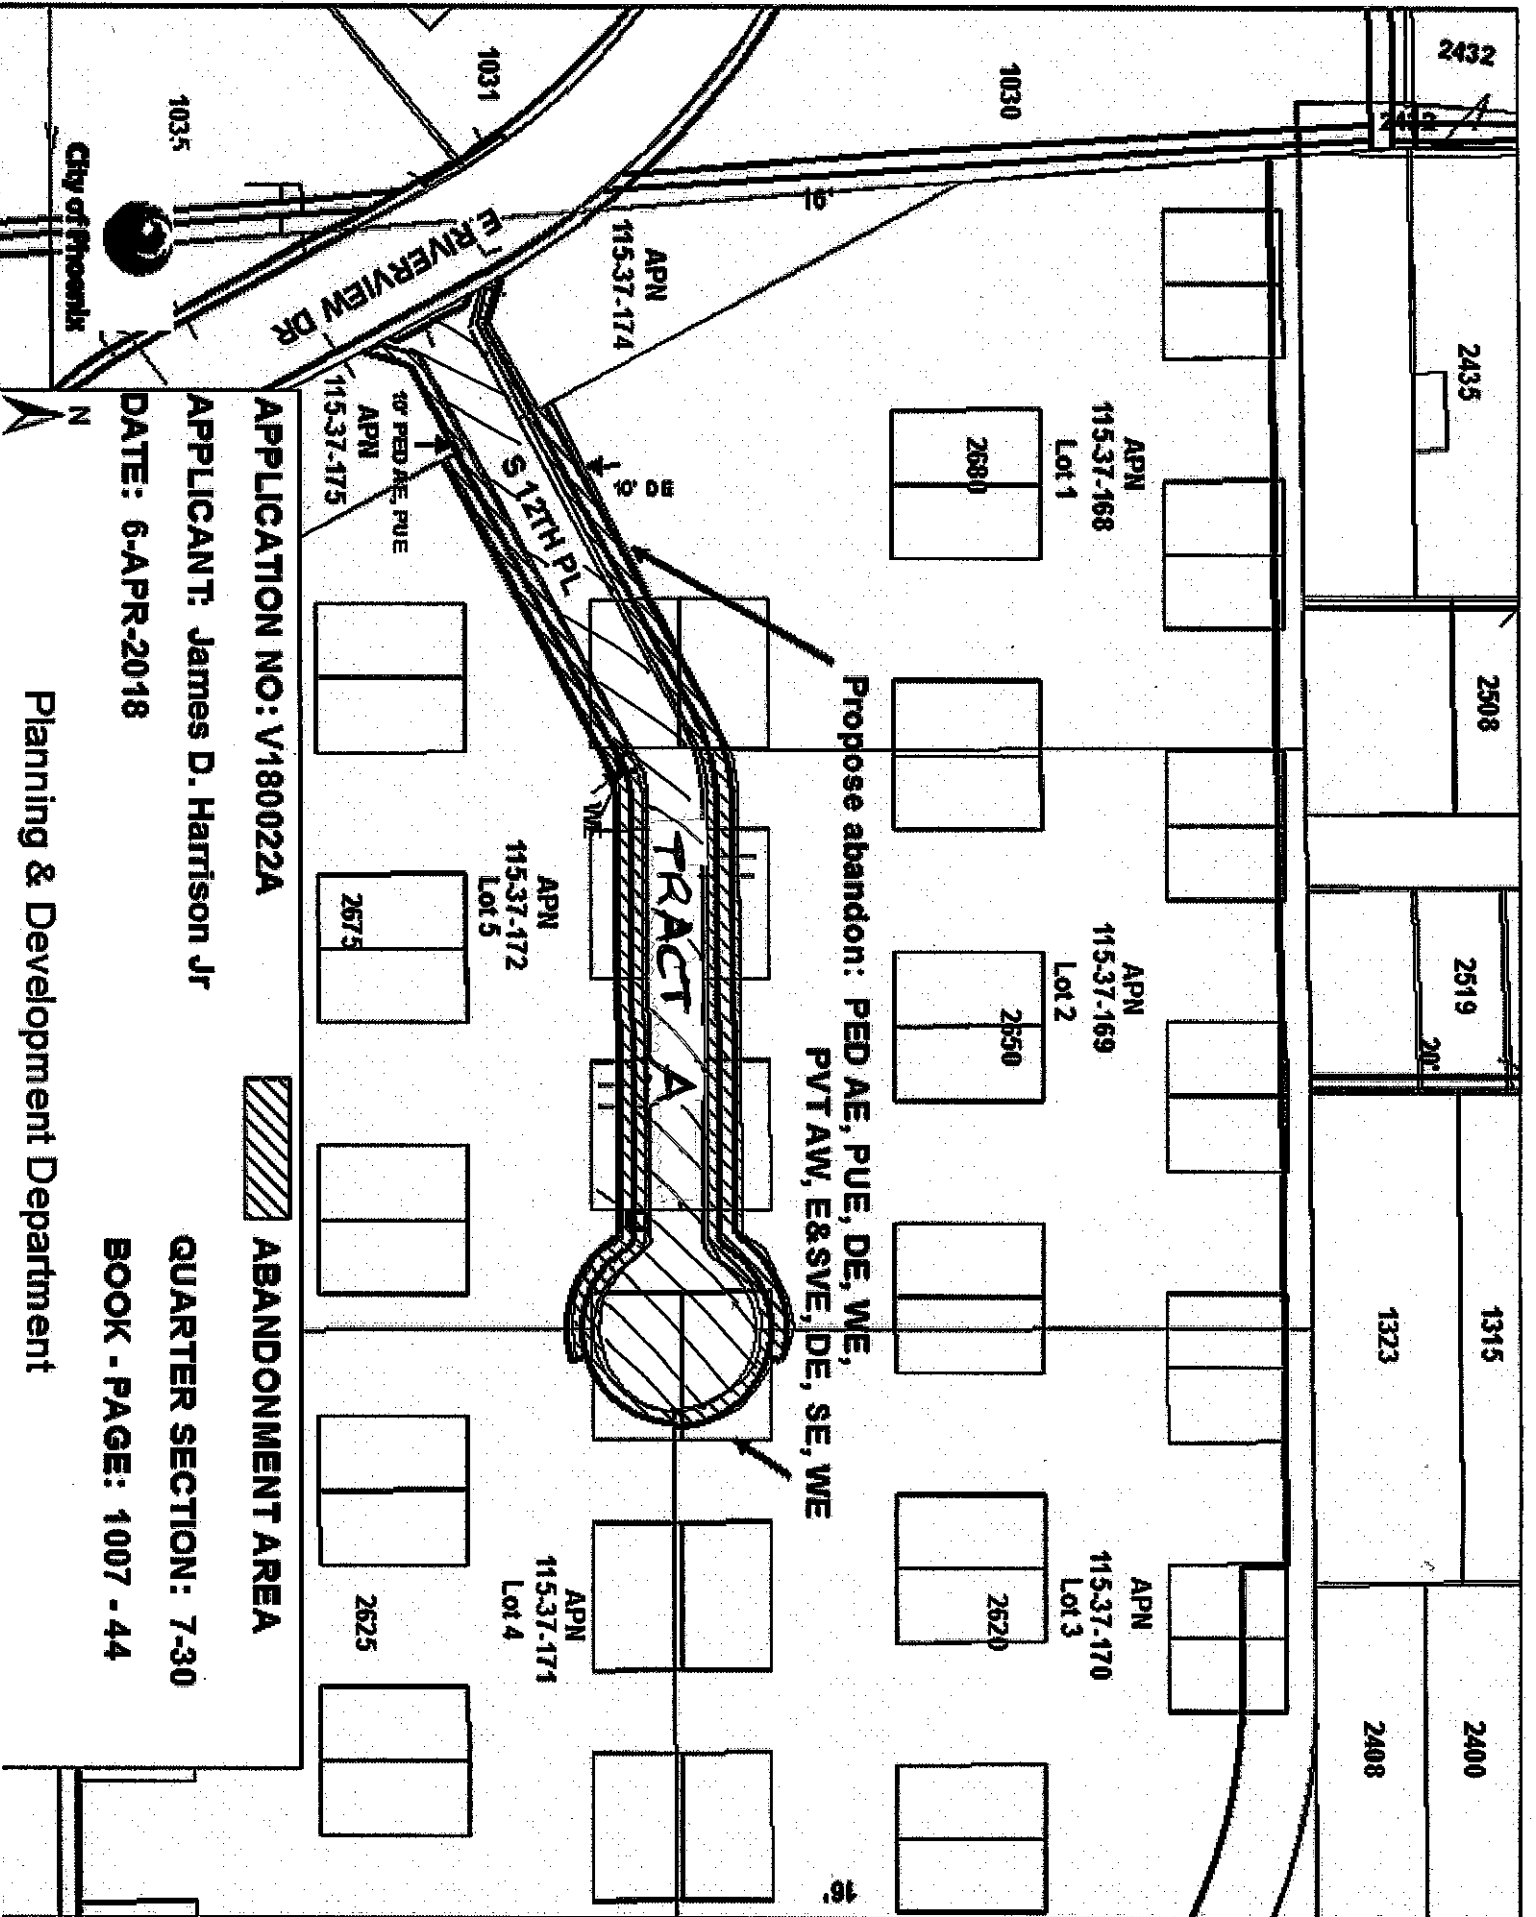 2432
2435
2508
2519
20'
1315
1323
2400
2408
1030
1031
1035
16'
APN
115-37-174
E RIVERVIEW DR
APN
115-37-168
Lot 1
2680
APN
115-37-169
Lot 2
2650
APN
115-37-170
Lot 3
2620
16'
Propose abandon: PED AE, PUE, DE, WE,
PVT AW, E&SVE, DE, SE, WE
10' DE
S 12TH PL
TRACT A
WE
10' PED AE, PUE
APN
115-37-175
APN
115-37-172
Lot 5
2675
APN
115-37-171
Lot 4
2625
City of Phoenix
N
APPLICATION NO: V180022A
ABANDONMENT AREA
APPLICANT: James D. Harrison Jr
QUARTER SECTION: 7-30
DATE: 6-APR-2018
BOOK - PAGE: 1007 - 44
Planning & Development Department